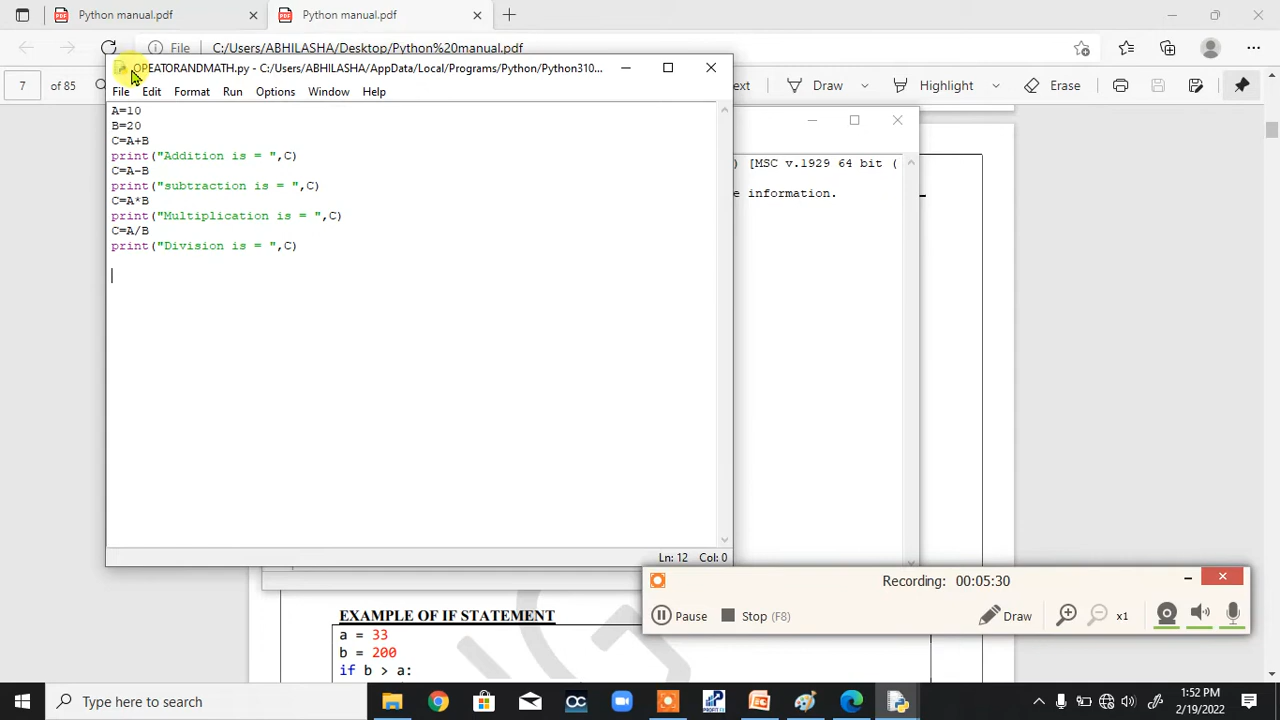 Python manual.pdf
Python manual.pdf
File C:/Users/ABHILASHA/Desktop/Python%20manual.pdf
7 of 85
ext Draw Highlight Erase
OPEATORANDMATH.py - C:/Users/ABHILASHA/AppData/Local/Programs/Python/Python310...
File Edit Format Run Options Window Help
A=10
B=20
C=A+B
print("Addition is = ",C)
C=A-B
print("subtraction is = ",C)
C=A*B
print("Multiplication is = ",C)
C=A/B
print("Division is = ",C)
Ln: 12 Col: 0
) [MSC v.1929 64 bit (
e information.
Recording: 00:05:30
Pause Stop (F8) Draw x1
EXAMPLE OF IF STATEMENT
a = 33
b = 200
if b > a:
Type here to search
1:52 PM
2/19/2022